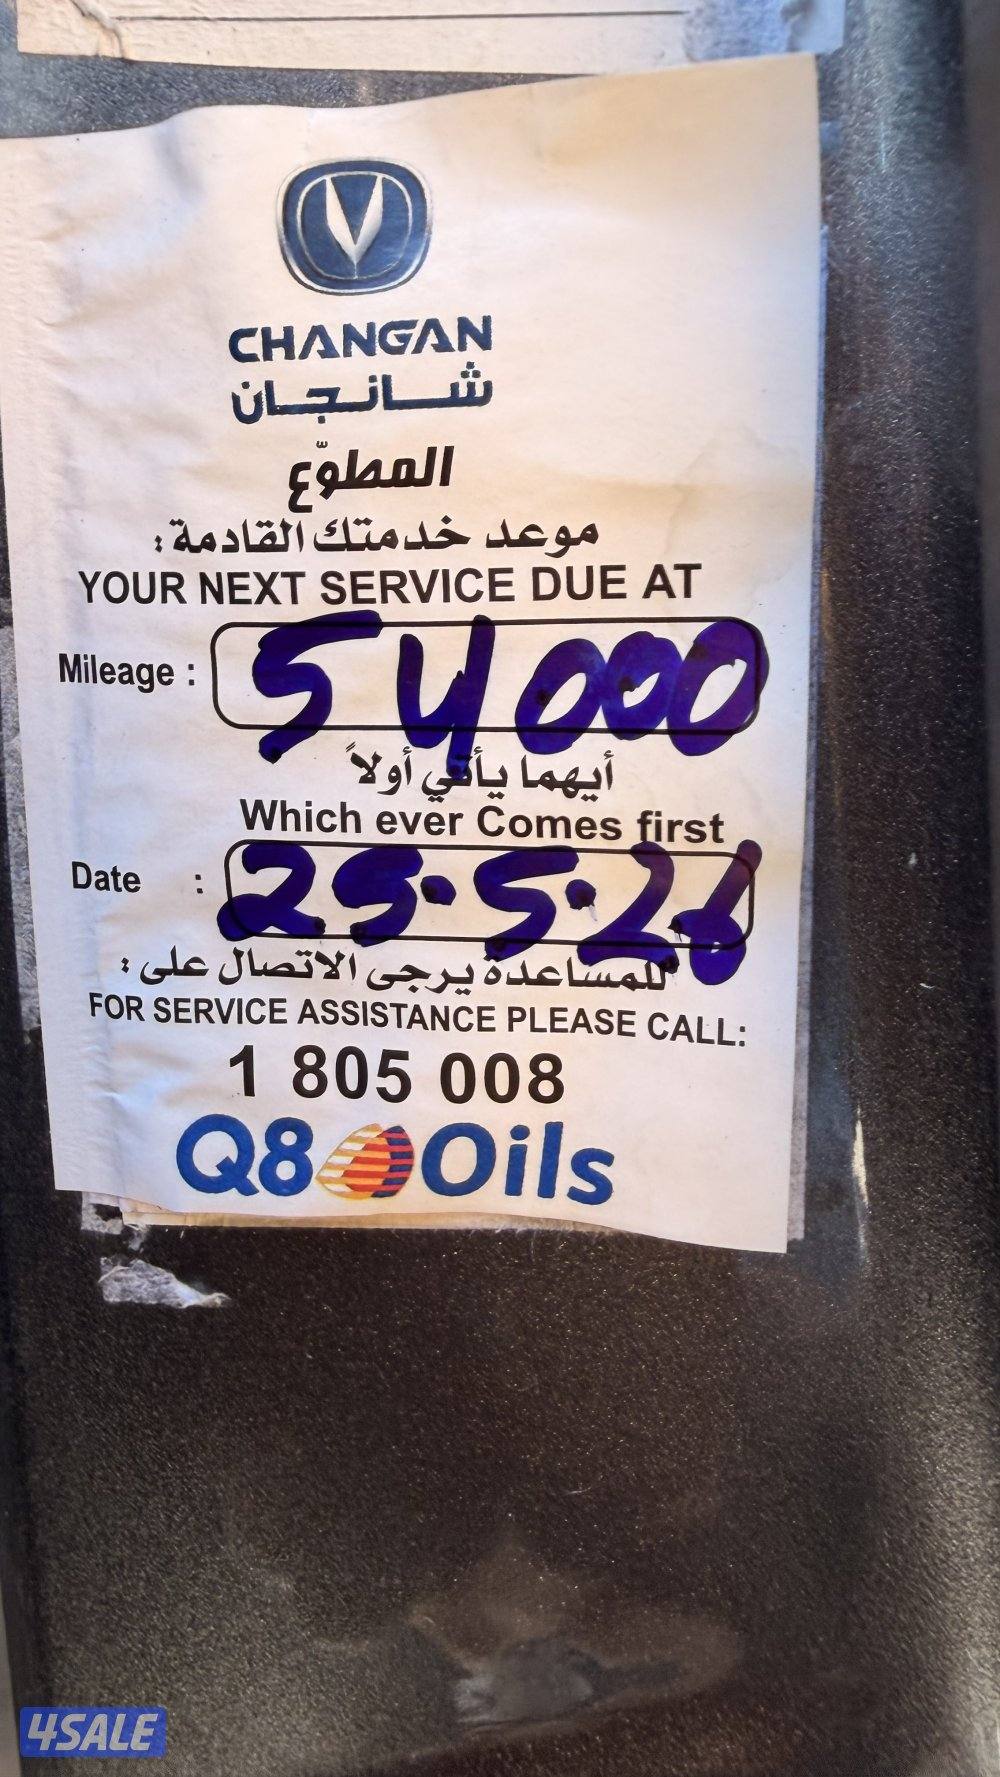 CHANGAN
شانجان
المطوّع
موعد خدمتك القادمة :
YOUR NEXT SERVICE DUE AT
Mileage : 54000
أيهما يأتي أولاً
Which ever Comes first
Date : 25.5.26
للمساعدة يرجى الاتصال على :
FOR SERVICE ASSISTANCE PLEASE CALL:
1 805 008
Q8 Oils
4SALE